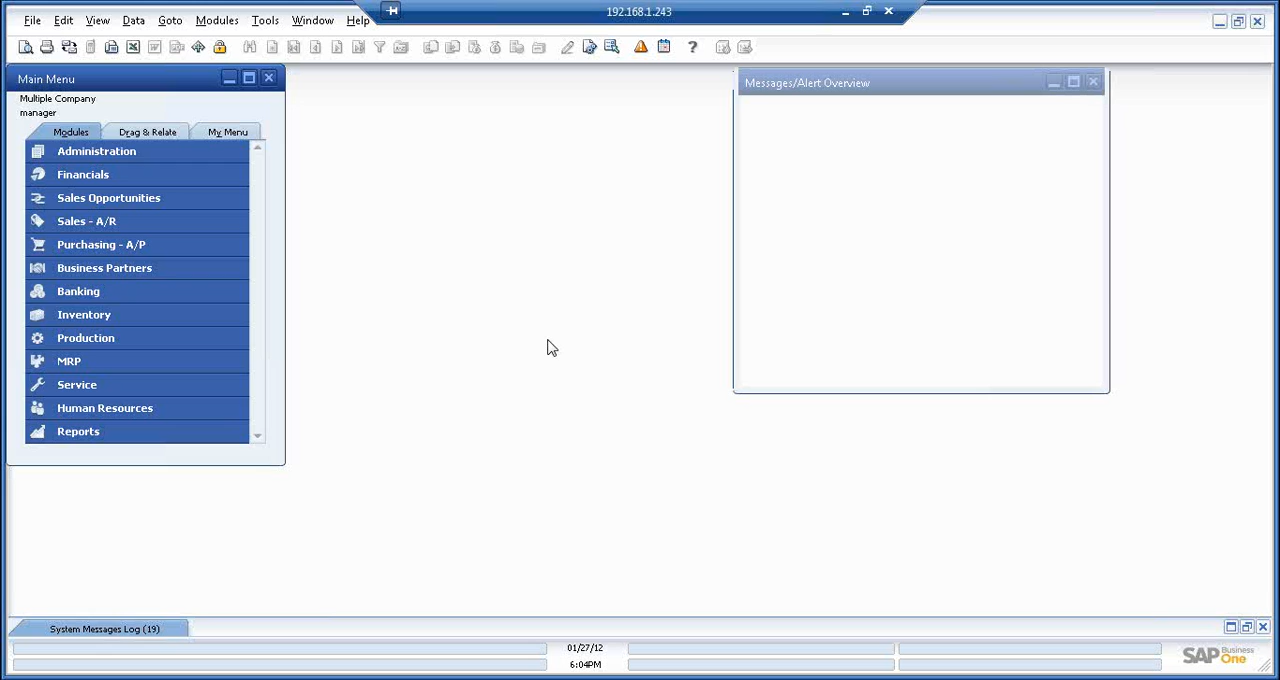 192.168.1.243
File Edit View Data Goto Modules Tools Window Help
Main Menu
Multiple Company
manager
Modules Drag & Relate My Menu
Administration
Financials
Sales Opportunities
Sales - A/R
Purchasing - A/P
Business Partners
Banking
Inventory
Production
MRP
Service
Human Resources
Reports
Messages/Alert Overview
System Messages Log (19)
01/27/12
6:04PM
SAP Business One